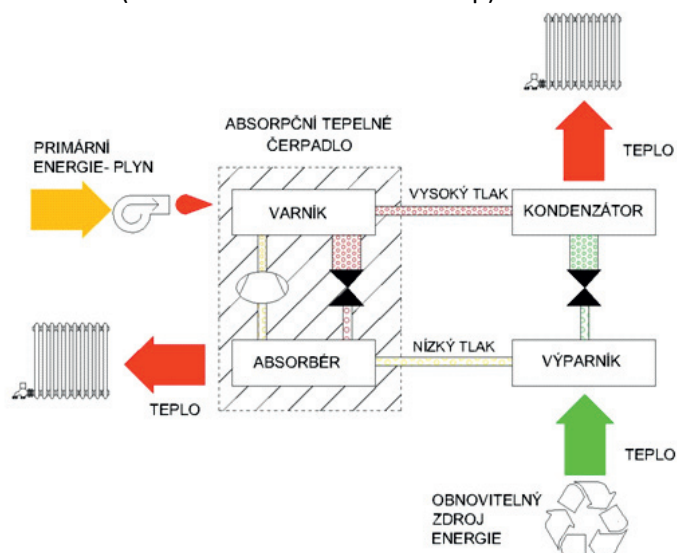 TEPLO
ABSORPČNÍ TEPELNÉ
ČERPADLO
PRIMÁRNÍ
ENERGIE- PLYN
VARNÍK
VYSOKÝ TLAK
KONDENZÁTOR
ABSORBÉR
NÍZKÝ TLAK
VÝPARNÍK
TEPLO
TEPLO
OBNOVITELNÝ
ZDROJ
ENERGIE